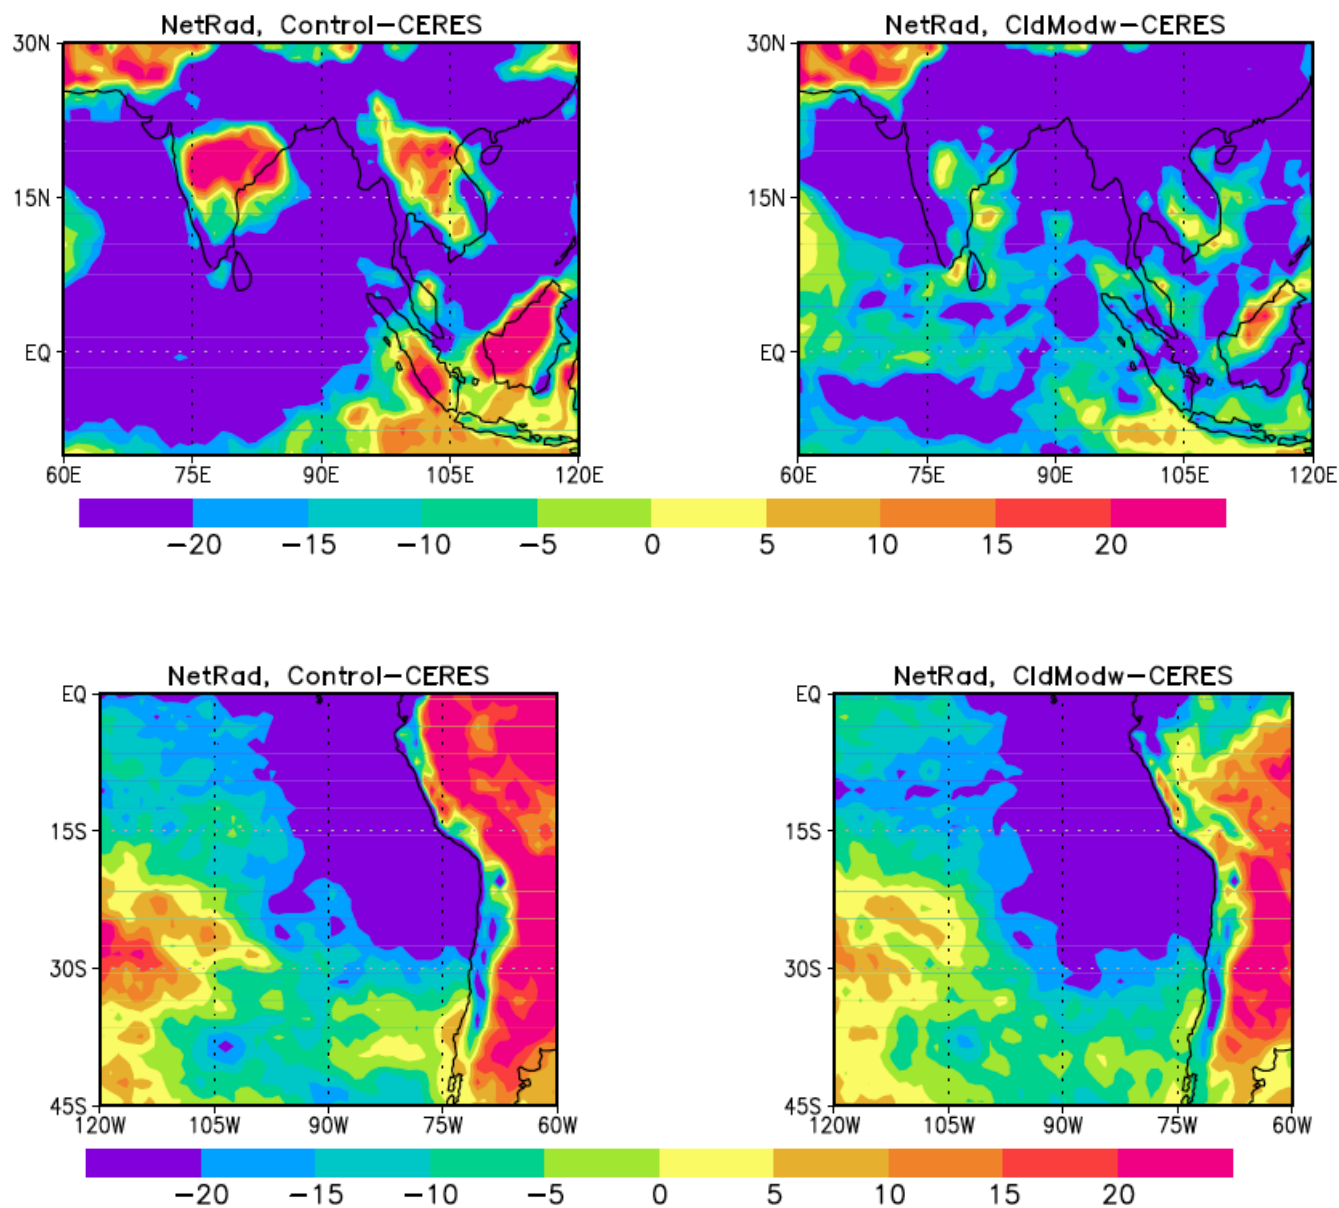 NetRad, Control−CERES
NetRad, CldModw−CERES
30N
15N
EQ
60E 75E 90E 105E 120E
60E 75E 90E 105E 120E
−20 −15 −10 −5 0 5 10 15 20
NetRad, Control−CERES
NetRad, CldModw−CERES
EQ
15S
30S
45S
120W 105W 90W 75W 60W
EQ
15S
30S
45S
120W 105W 90W 75W 60W
−20 −15 −10 −5 0 5 10 15 20